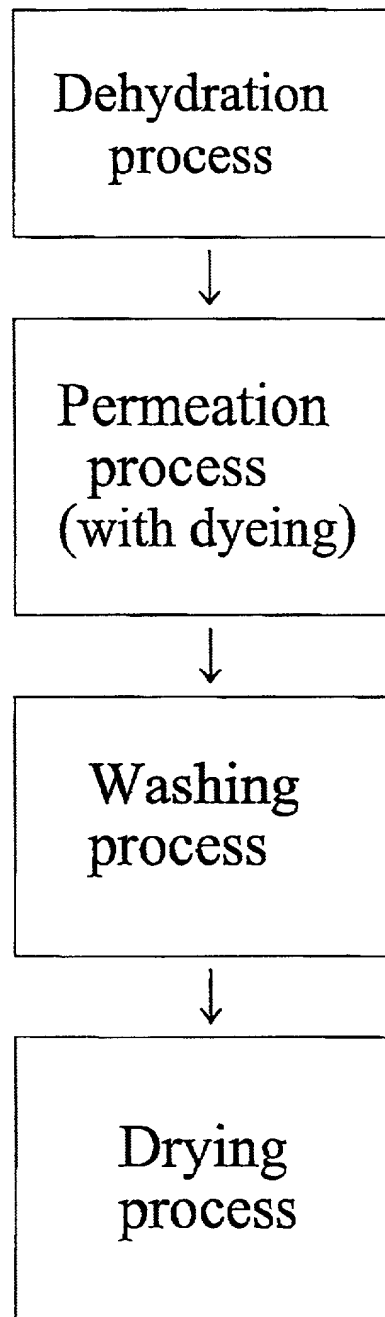 Dehydration
process
Permeation
process
(with dyeing)
Washing
process
Drying
process